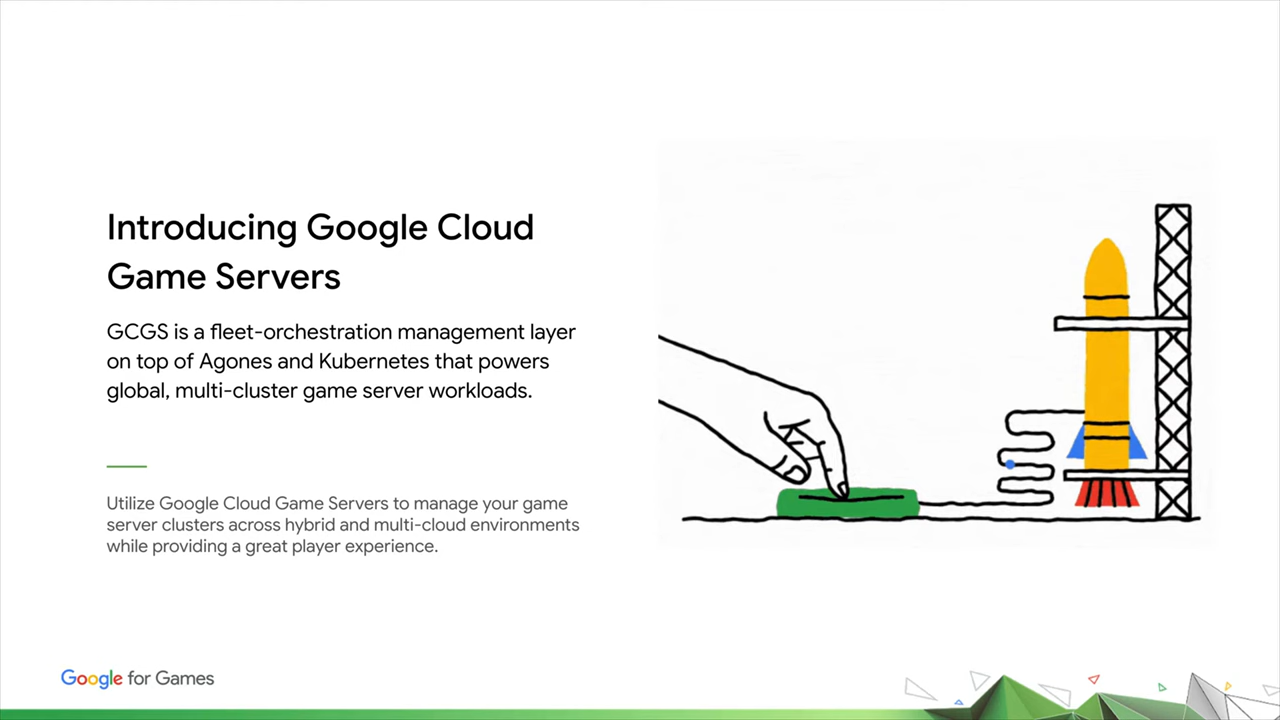 Introducing Google Cloud
Game Servers
GCGS is a fleet-orchestration management layer
on top of Agones and Kubernetes that powers
global, multi-cluster game server workloads.
Utilize Google Cloud Game Servers to manage your game
server clusters across hybrid and multi-cloud environments
while providing a great player experience.
Google for Games